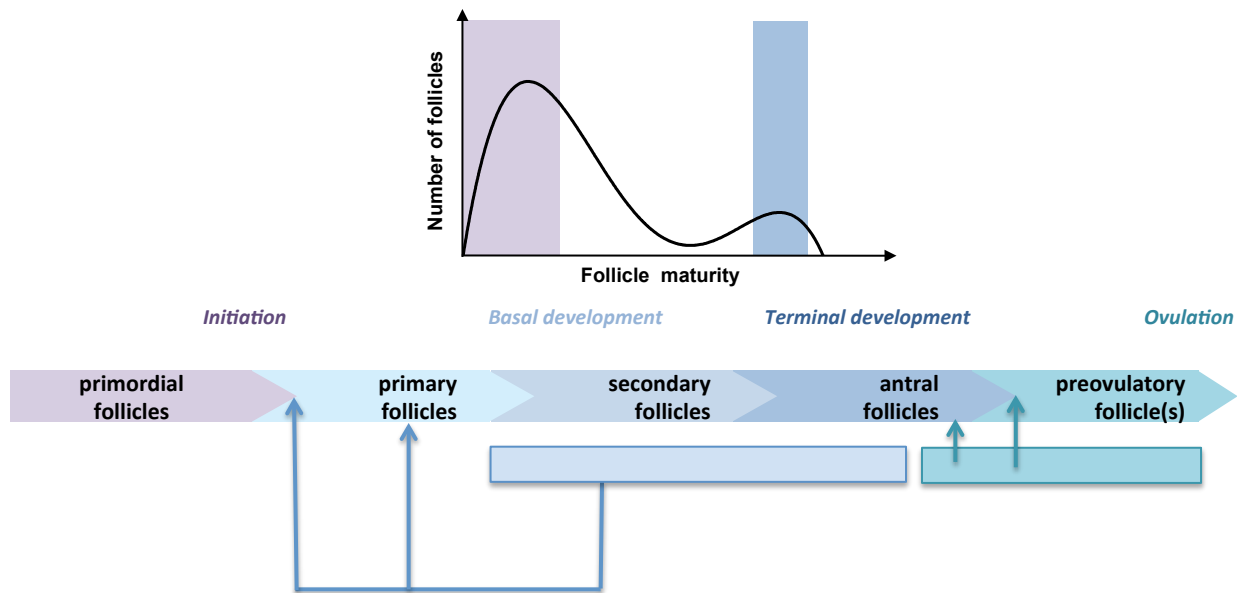 Number of follicles
Follicle maturity
Initiation
Basal development
Terminal development
Ovulation
primordial
follicles
primary
follicles
secondary
follicles
antral
follicles
preovulatory
follicle(s)